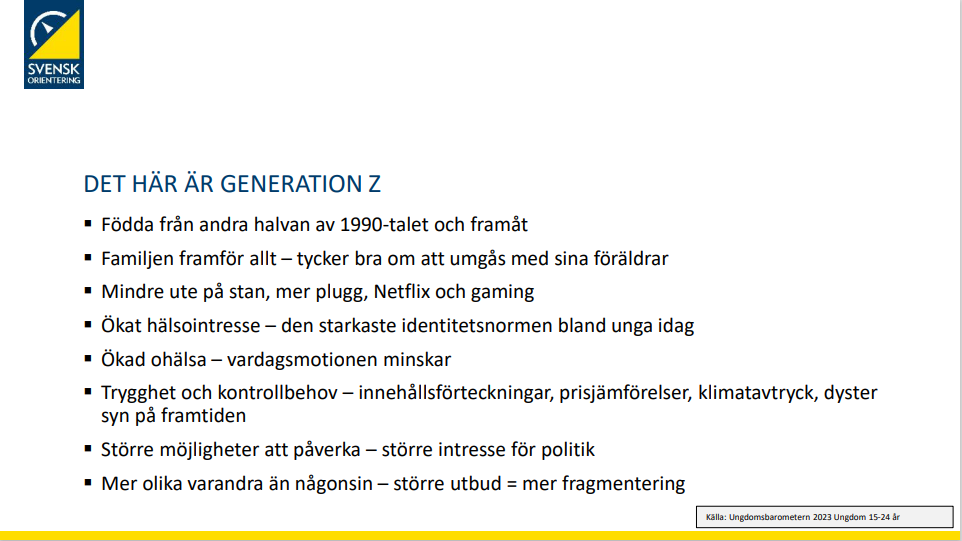 SVENSK
ORIENTERING
DET HÄR ÄR GENERATION Z
▪ Födda från andra halvan av 1990-talet och framåt
▪ Familjen framför allt – tycker bra om att umgås med sina föräldrar
▪ Mindre ute på stan, mer plugg, Netflix och gaming
▪ Ökat hälsointresse – den starkaste identitetsnormen bland unga idag
▪ Ökad ohälsa – vardagsmotionen minskar
▪ Trygghet och kontrollbehov – innehållsförteckningar, prisjämförelser, klimatavtryck, dyster
syn på framtiden
▪ Större möjligheter att påverka – större intresse för politik
▪ Mer olika varandra än någonsin – större utbud = mer fragmentering
Källa: Ungdomsbarometern 2023 Ungdom 15-24 år